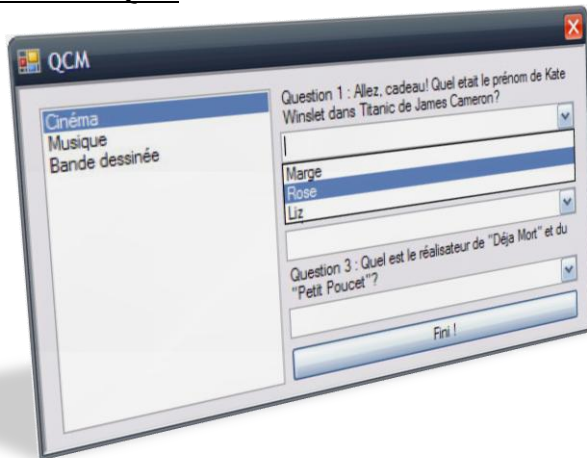 QCM
Cinéma
Musique
Bande dessinée
Question 1 : Allez, cadeau! Quel etait le prénom de Kate
Winslet dans Titanic de James Cameron?
Marge
Rose
Liz
Question 3 : Quel est le réalisateur de "Déja Mort" et du
"Petit Poucet"?
Fini !